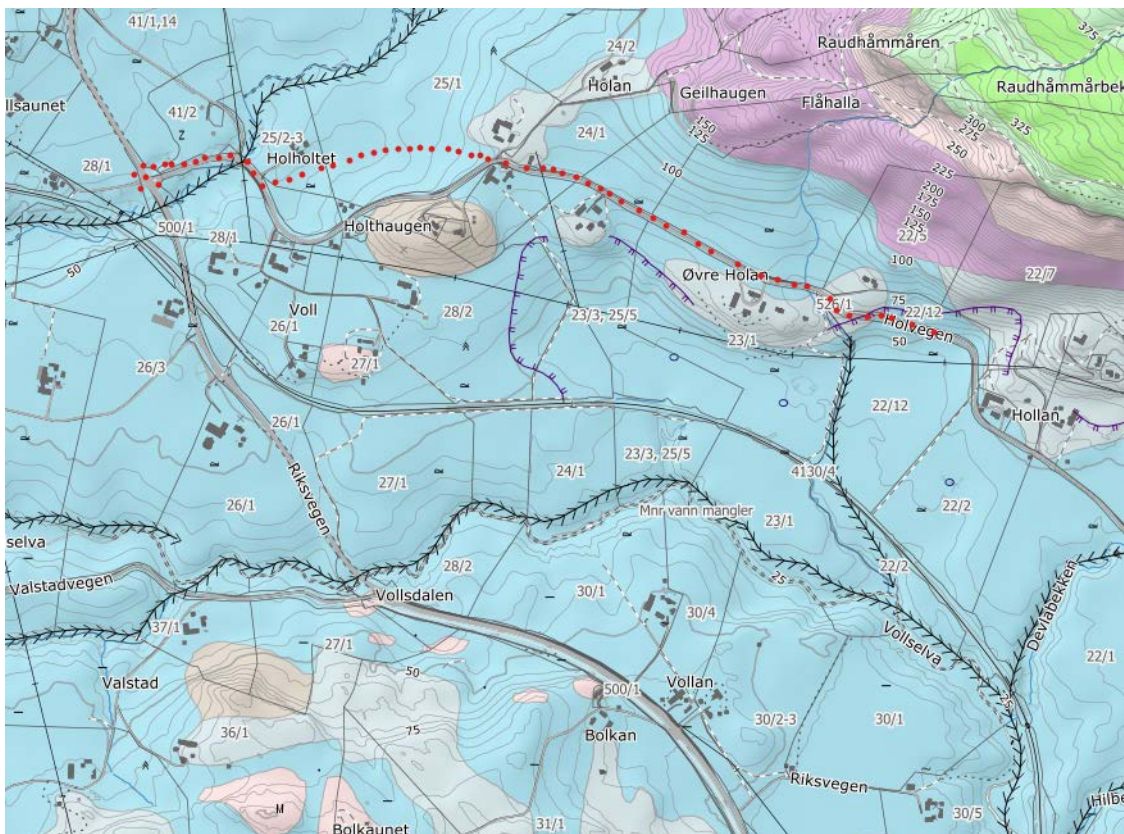 41/1,14
24/2
Raudhåmmåren
375
Holan
Geilhaugen
Flåhalla
Raudhåmmårbek
llsaunet
41/2
25/1
25/2-3
Holholtet
24/1
150
125
300
275
325
250
28/1
100
225
200
175
150
125
22/3
500/1
28/1
Holthaugen
100
22/7
50
Øvre Holan
Voll
28/2
23/3, 25/5
526/1
75
22/12
Holvegen
26/1
23/1
50
26/3
27/1
22/12
Hollan
26/1
Riksvegen
27/1
24/1
23/3, 25/5
4130/4
22/2
26/1
Mnr vann mangler
23/1
selva
Valstadvegen
28/2
25
22/2
Vollsdalen
30/1
30/4
Devlabekken
37/1
27/1
Vollselva
22/1
Valstad
50
500/1
Vollan
25
36/1
75
Bolkan
30/2-3
30/1
Riksvegen
M
Bolkaunet
31/1
30/5
Hilbe